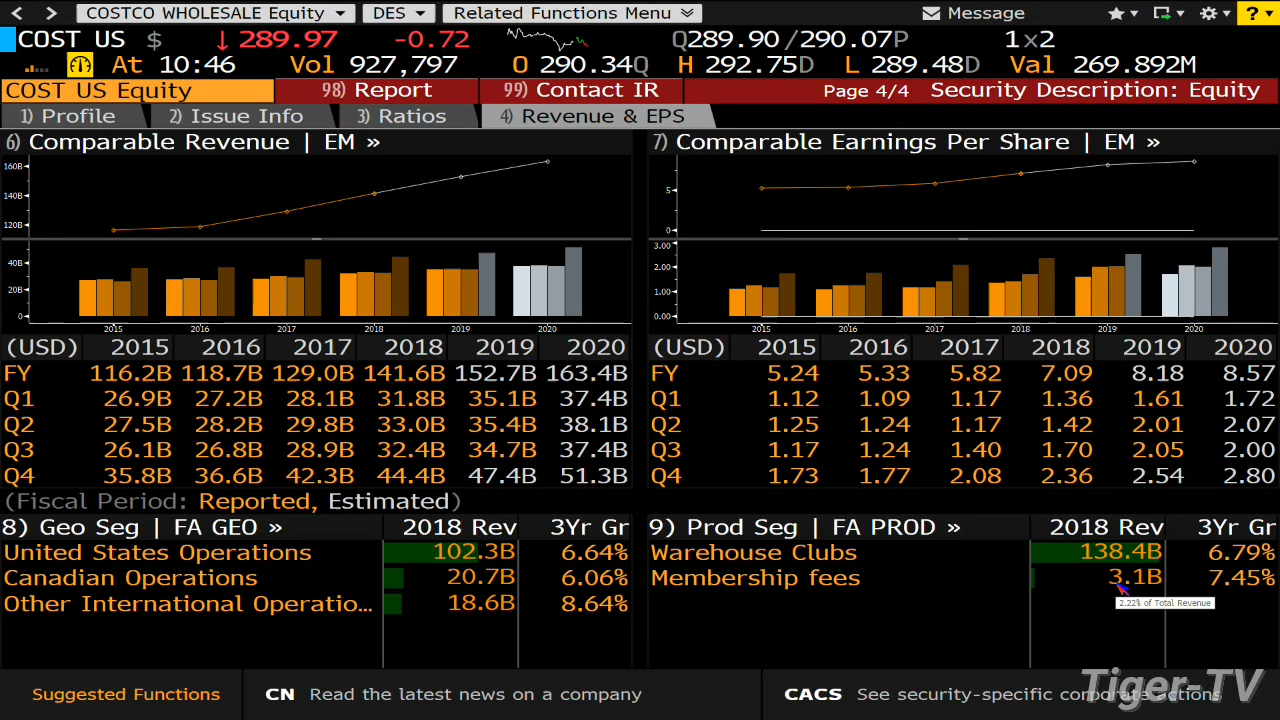 COSTCO WHOLESALE Equity DES Related Functions Menu Message ?
COST US $ ↓289.97 -0.72 Q289.90/290.07P 1x2
At 10:46 Vol 927,797 O 290.34Q H 292.75D L 289.48D Val 269.892M
COST US Equity 98) Report 99) Contact IR Page 4/4 Security Description: Equity
1) Profile 2) Issue Info 3) Ratios 4) Revenue & EPS
6) Comparable Revenue | EM »
160B
140B
120B
40B
20B
0
2015 2016 2017 2018 2019 2020
(USD) 2015 2016 2017 2018 2019 2020
FY 116.2B 118.7B 129.0B 141.6B 152.7B 163.4B
Q1 26.9B 27.2B 28.1B 31.8B 35.1B 37.4B
Q2 27.5B 28.2B 29.8B 33.0B 35.4B 38.1B
Q3 26.1B 26.8B 28.9B 32.4B 34.7B 37.4B
Q4 35.8B 36.6B 42.3B 44.4B 47.4B 51.3B
7) Comparable Earnings Per Share | EM »
5
0
3.00
2.00
1.00
0.00
2015 2016 2017 2018 2019 2020
(USD) 2015 2016 2017 2018 2019 2020
FY 5.24 5.33 5.82 7.09 8.18 8.57
Q1 1.12 1.09 1.17 1.36 1.61 1.72
Q2 1.25 1.24 1.17 1.42 2.01 2.07
Q3 1.17 1.24 1.40 1.70 2.05 2.00
Q4 1.73 1.77 2.08 2.36 2.54 2.80
(Fiscal Period: Reported, Estimated)
8) Geo Seg | FA GEO » 2018 Rev 3Yr Gr
United States Operations 102.3B 6.64%
Canadian Operations 20.7B 6.06%
Other International Operatio... 18.6B 8.64%
9) Prod Seg | FA PROD » 2018 Rev 3Yr Gr
Warehouse Clubs 138.4B 6.79%
Membership fees 3.1B 7.45%
2.22% of Total Revenue
Suggested Functions CN Read the latest news on a company CACS See security-specific corporate actions
Tiger-TV